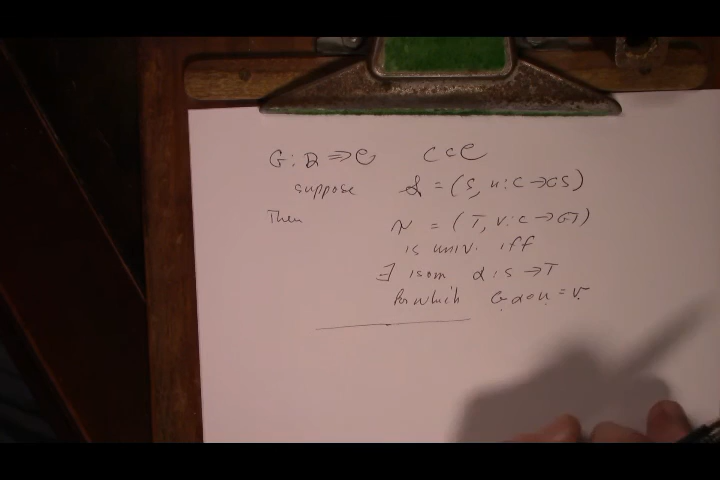 G : D ⇒ C   C ∈ C
suppose   S = (S, u : C → GS)
Then   N = (T, v : C → GT)
is univ. iff
∃ isom α : S → T
for which Gα∘u = v